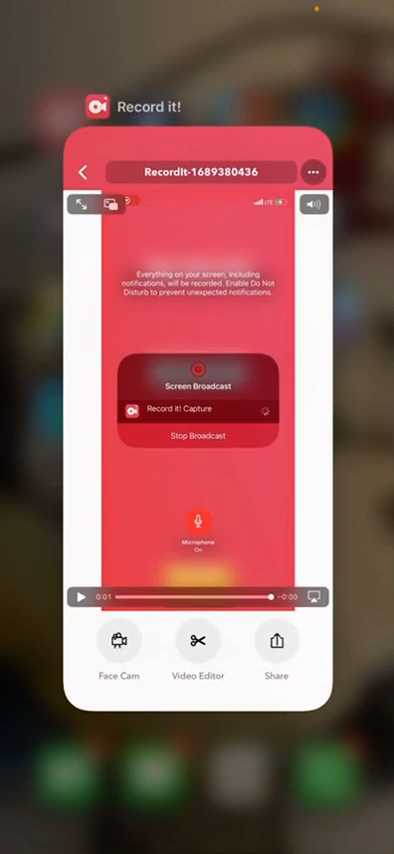 Record it!
RecordIt-1689380436
LTE
Everything on your screen, including
notifications, will be recorded. Enable Do Not
Disturb to prevent unexpected notifications.
Screen Broadcast
Record it! Capture
Stop Broadcast
Microphone
On
0:01
-0:00
Face Cam
Video Editor
Share